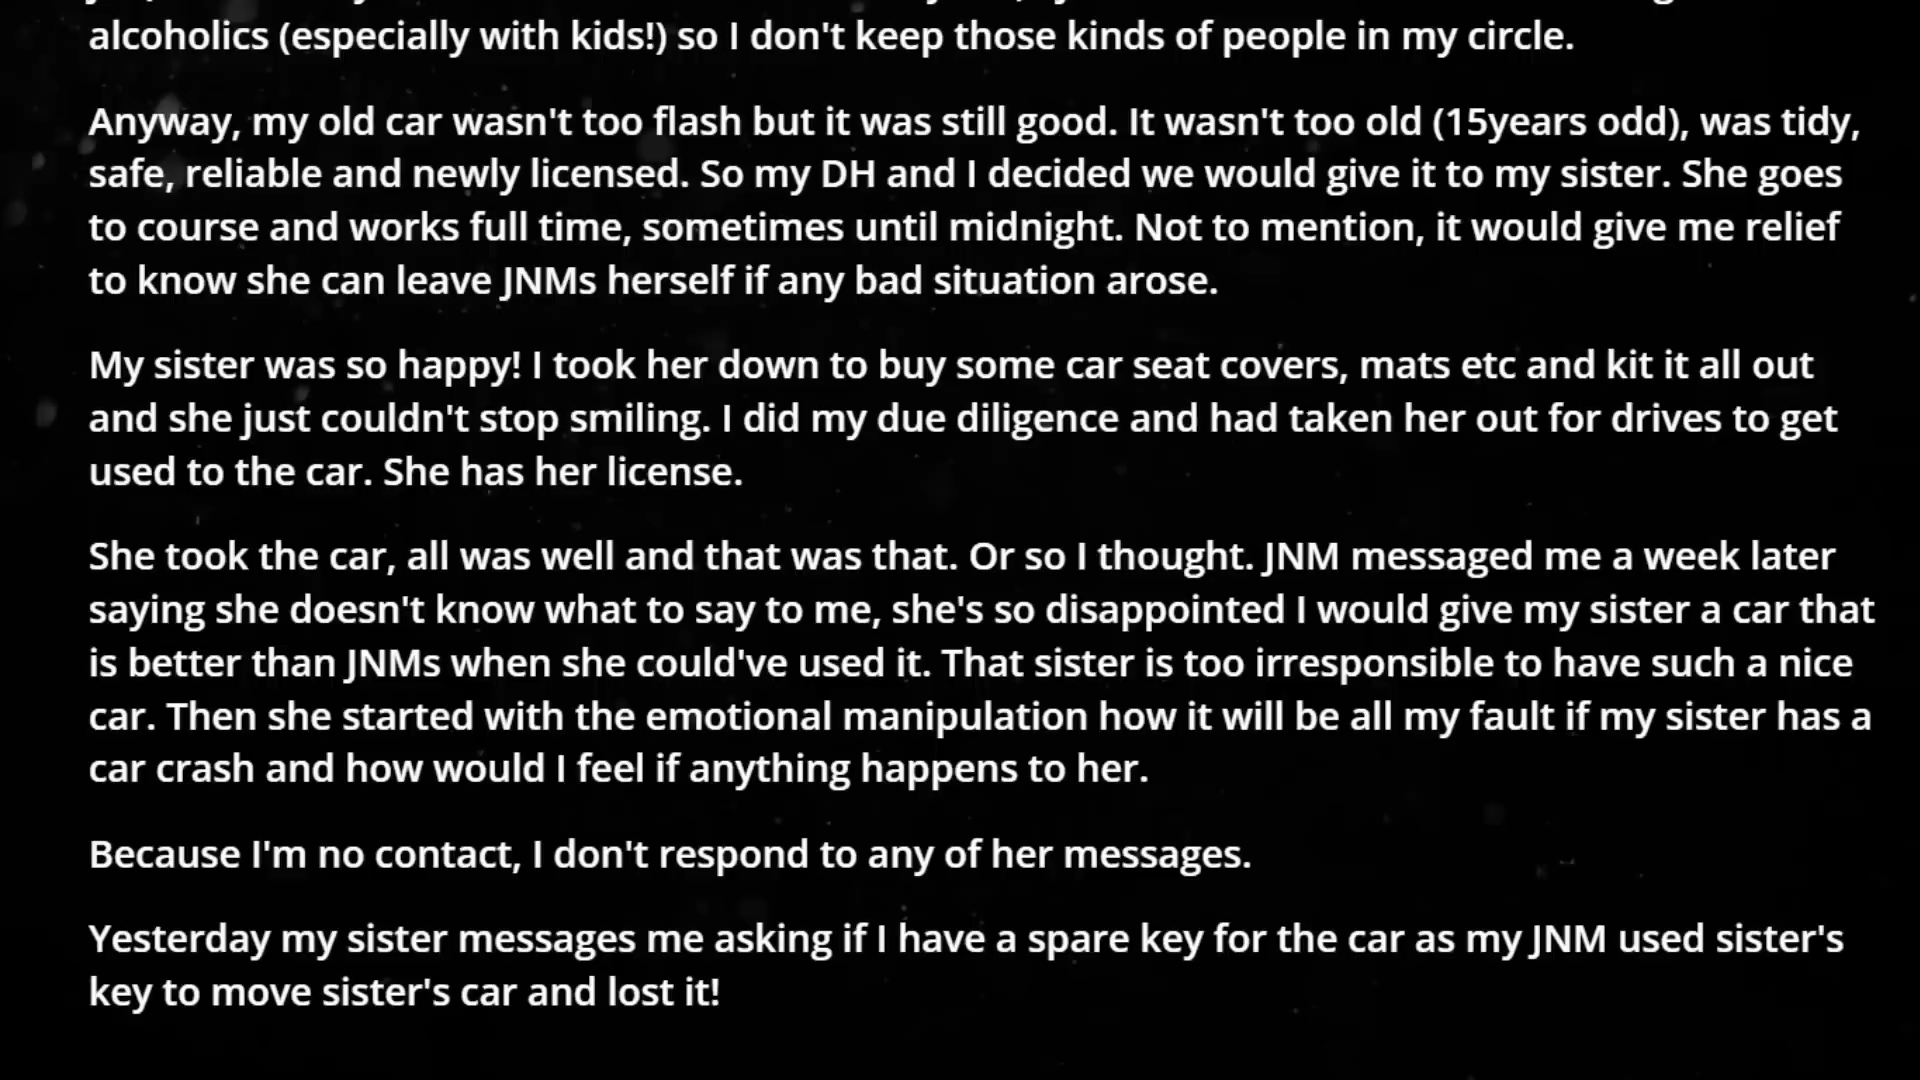 alcoholics (especially with kids!) so I don't keep those kinds of people in my circle.
Anyway, my old car wasn't too flash but it was still good. It wasn't too old (15years odd), was tidy,
safe, reliable and newly licensed. So my DH and I decided we would give it to my sister. She goes
to course and works full time, sometimes until midnight. Not to mention, it would give me relief
to know she can leave JNMs herself if any bad situation arose.
My sister was so happy! I took her down to buy some car seat covers, mats etc and kit it all out
and she just couldn't stop smiling. I did my due diligence and had taken her out for drives to get
used to the car. She has her license.
She took the car, all was well and that was that. Or so I thought. JNM messaged me a week later
saying she doesn't know what to say to me, she's so disappointed I would give my sister a car that
is better than JNMs when she could've used it. That sister is too irresponsible to have such a nice
car. Then she started with the emotional manipulation how it will be all my fault if my sister has a
car crash and how would I feel if anything happens to her.
Because I'm no contact, I don't respond to any of her messages.
Yesterday my sister messages me asking if I have a spare key for the car as my JNM used sister's
key to move sister's car and lost it!